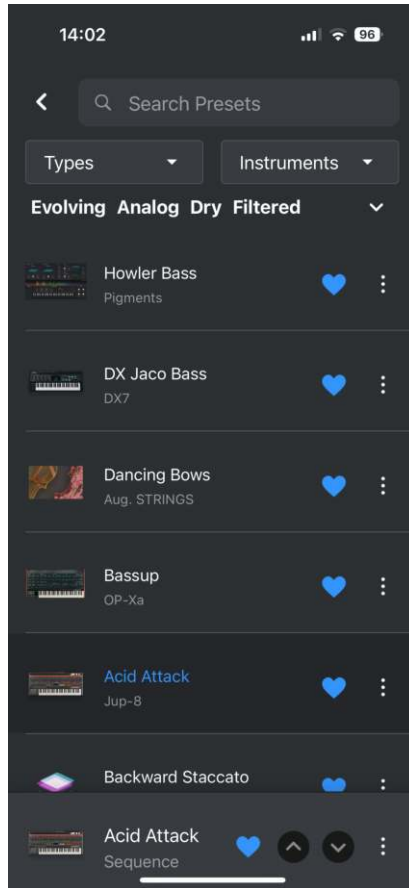 14:02
96
Search Presets
Types
Instruments
Evolving Analog Dry Filtered
Howler Bass
Pigments
DX Jaco Bass
DX7
Dancing Bows
Aug. STRINGS
Bassup
OP-Xa
Acid Attack
Jup-8
Backward Staccato
Acid Attack
Sequence